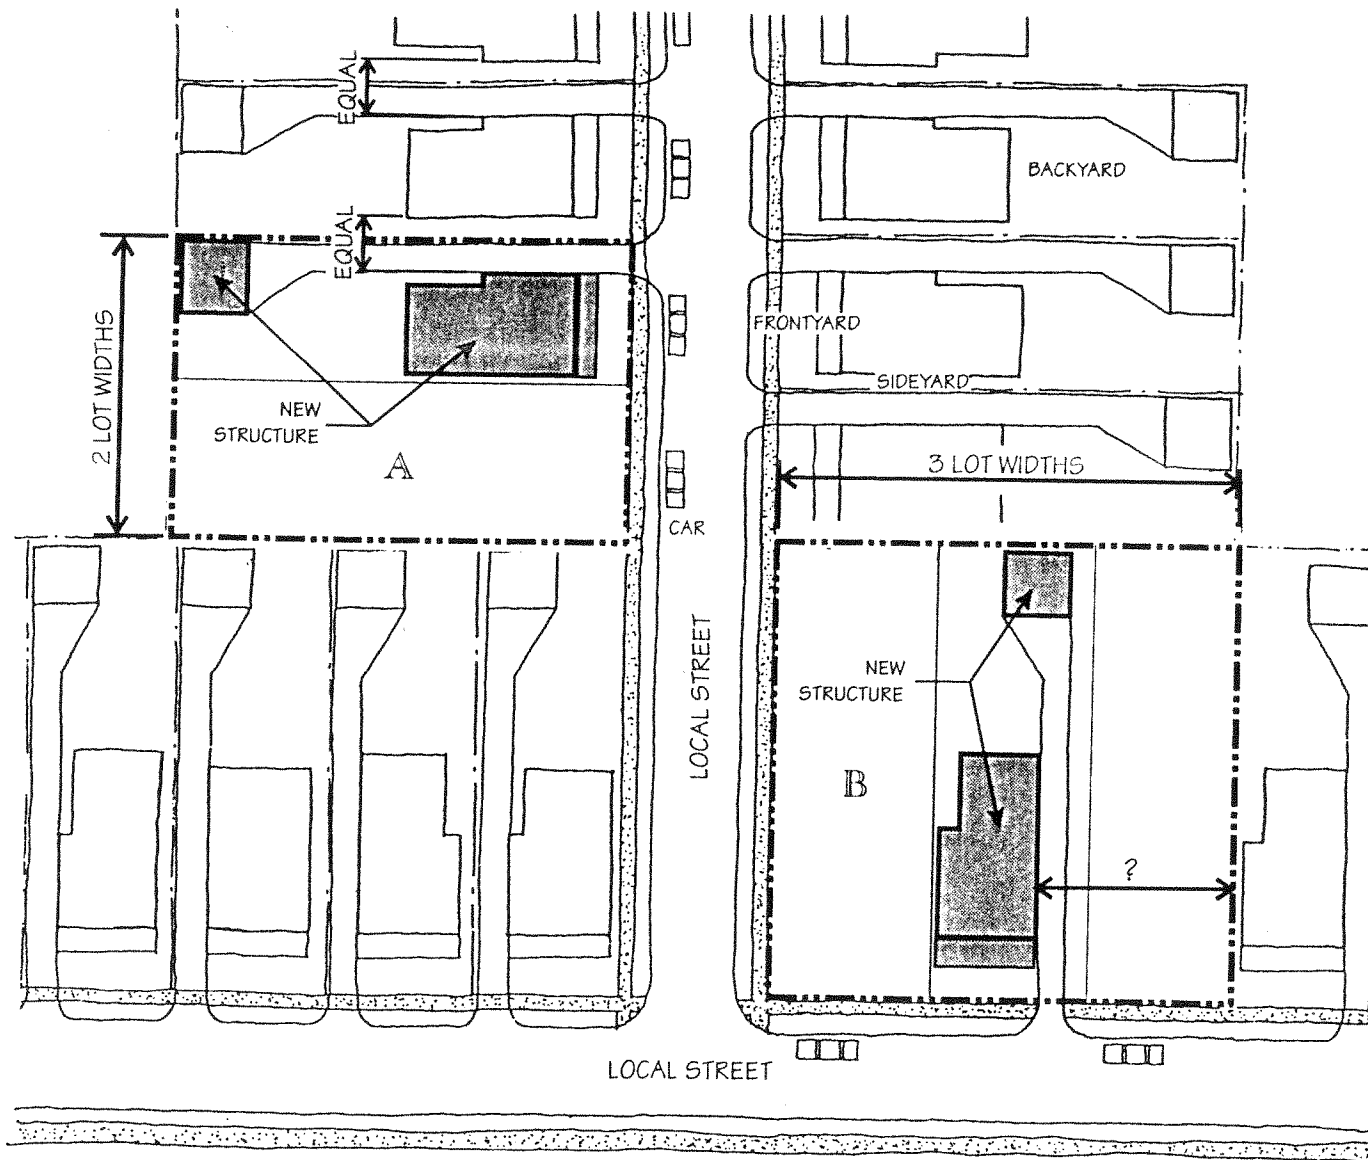 EQUAL
BACKYARD
EQUAL
2 LOT WIDTHS
FRONTYARD
SIDEYARD
NEW
STRUCTURE
A
3 LOT WIDTHS
CAR
LOCAL STREET
NEW
STRUCTURE
B
?
LOCAL STREET